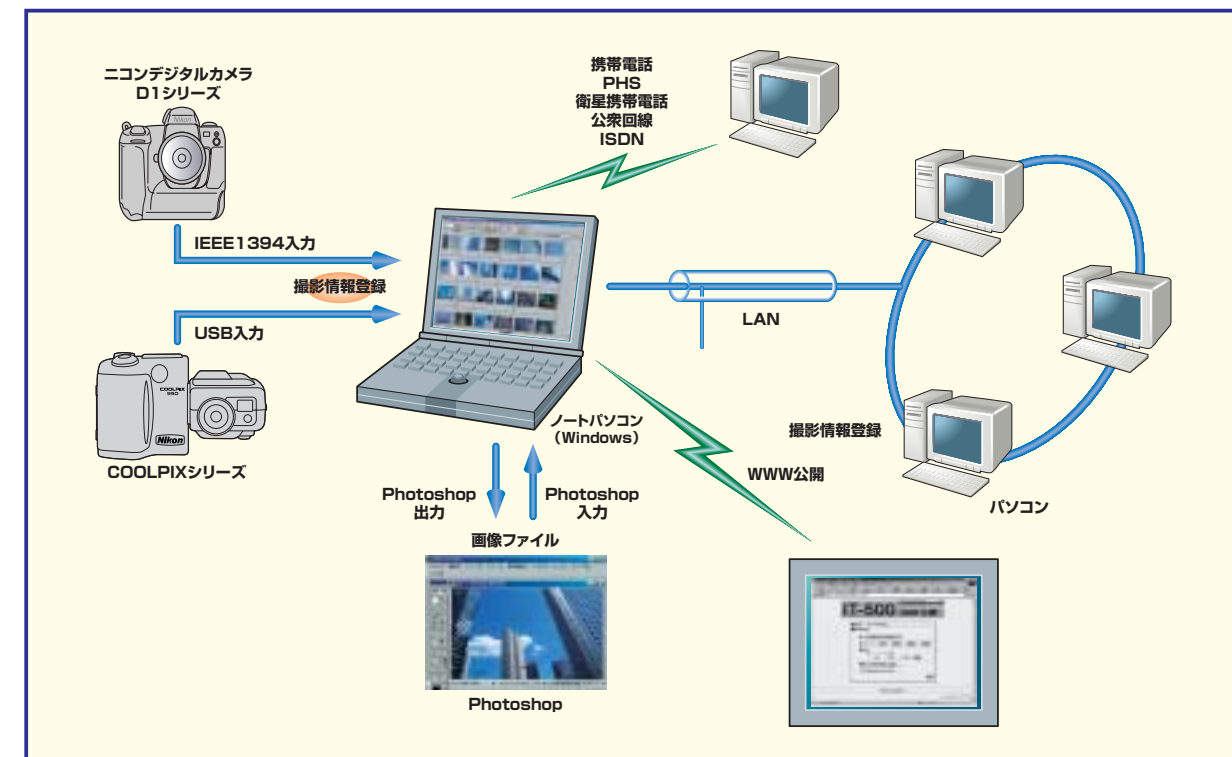 ニコンデジタルカメラ
D1シリーズ
Nikon
携帯電話
PHS
衛星携帯電話
公衆回線
ISDN
IEEE1394入力
撮影情報登録
USB入力
LAN
COOLPIX
Nikon
COOLPIXシリーズ
ノートパソコン
（Windows）
撮影情報登録
WWW公開
パソコン
Photoshop
出力
Photoshop
入力
画像ファイル
Photoshop
IT-500